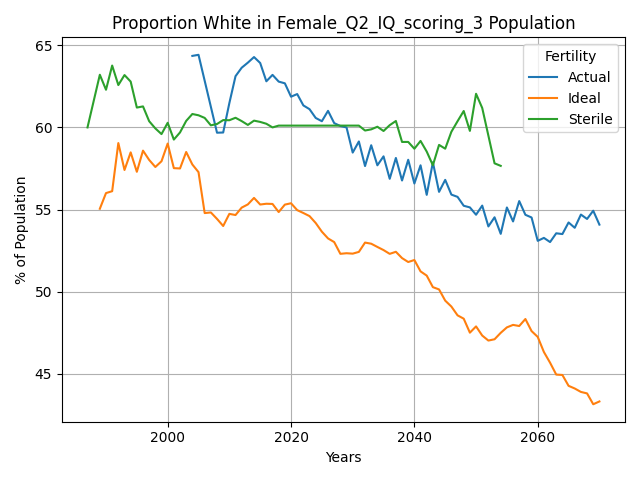 Proportion White in Female_Q2_IQ_scoring_3 Population
65
60
55
50
45
% of Population
Fertility
Actual
Ideal
Sterile
2000
2020
2040
2060
Years